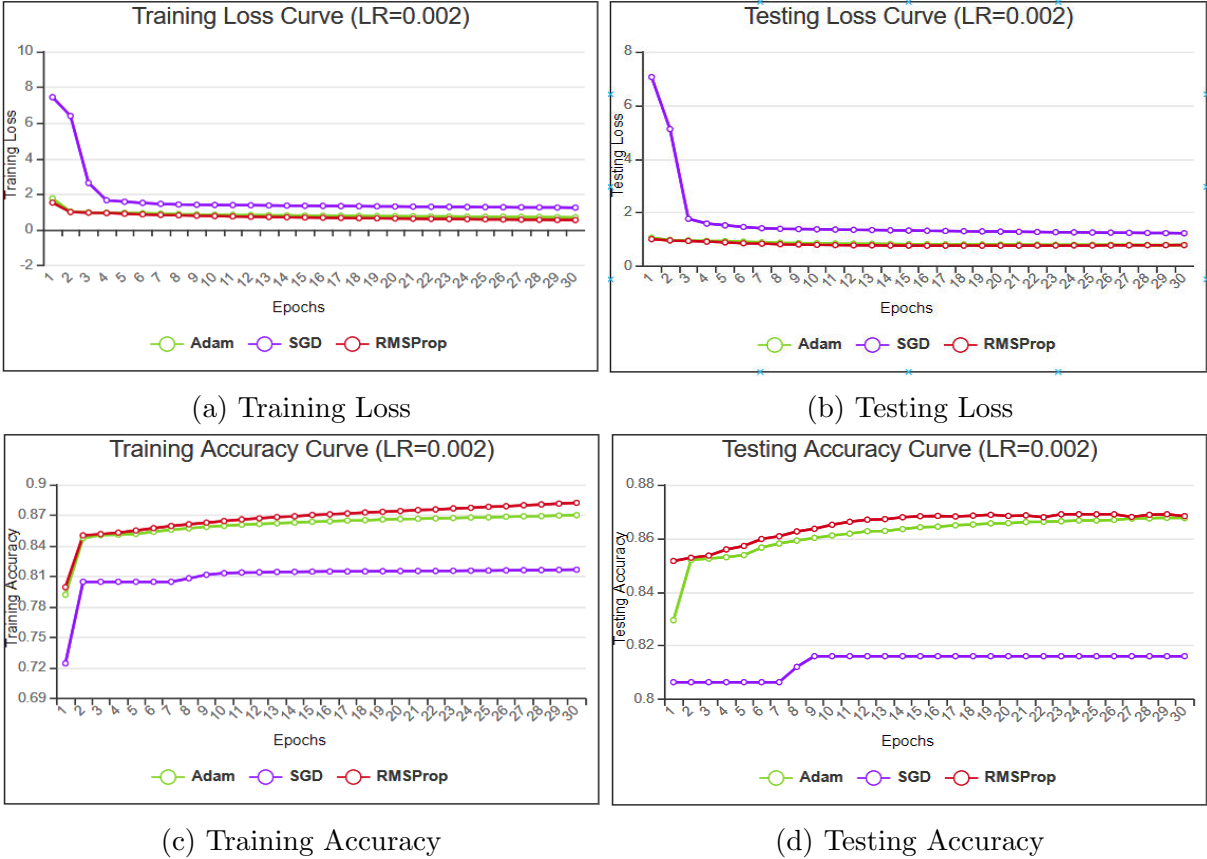 Training Loss Curve (LR=0.002)
10
8
6
4
2
0
-2
Training Loss
1 2 3 4 5 6 7 8 9 10 11 12 13 14 15 16 17 18 19 20 21 22 23 24 25 26 27 28 29 30
Epochs
Adam SGD RMSProp
(a) Training Loss
Testing Loss Curve (LR=0.002)
8
6
4
2
0
Testing Loss
1 2 3 4 5 6 7 8 9 10 11 12 13 14 15 16 17 18 19 20 21 22 23 24 25 26 27 28 29 30
Epochs
Adam SGD RMSProp
(b) Testing Loss
Training Accuracy Curve (LR=0.002)
0.9
0.87
0.84
0.81
0.78
0.75
0.72
0.69
Training Accuracy
1 2 3 4 5 6 7 8 9 10 11 12 13 14 15 16 17 18 19 20 21 22 23 24 25 26 27 28 29 30
Epochs
Adam SGD RMSProp
(c) Training Accuracy
Testing Accuracy Curve (LR=0.002)
0.88
0.86
0.84
0.82
0.8
Testing Accuracy
1 2 3 4 5 6 7 8 9 10 11 12 13 14 15 16 17 18 19 20 21 22 23 24 25 26 27 28 29 30
Epochs
Adam SGD RMSProp
(d) Testing Accuracy